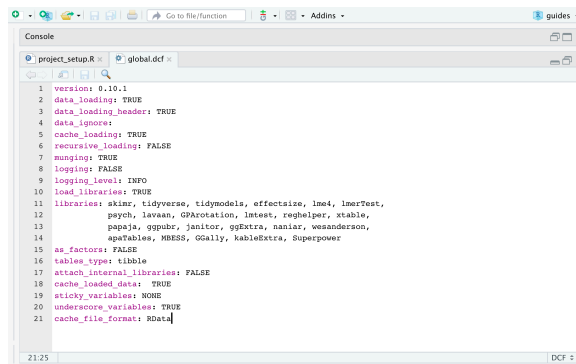 Go to file/function
Addins
guides
Console
project_setup.R
global.dcf
1 version: 0.10.1
2 data_loading: TRUE
3 data_loading_header: TRUE
4 data_ignore:
5 cache_loading: TRUE
6 recursive_loading: FALSE
7 munging: TRUE
8 logging: FALSE
9 logging_level: INFO
10 load_libraries: TRUE
11 libraries: skimr, tidyverse, tidymodels, effectsize, lme4, lmerTest,
12 psych, lavaan, GPArotation, lmtest, reghelper, xtable,
13 papaja, ggpubr, janitor, ggExtra, naniar, wesanderson,
14 apaTables, MBESS, GGally, kableExtra, Superpower
15 as_factors: FALSE
16 tables_type: tibble
17 attach_internal_libraries: FALSE
18 cache_loaded_data:  TRUE
19 sticky_variables: NONE
20 underscore_variables: TRUE
21 cache_file_format: RData
21:25
DCF